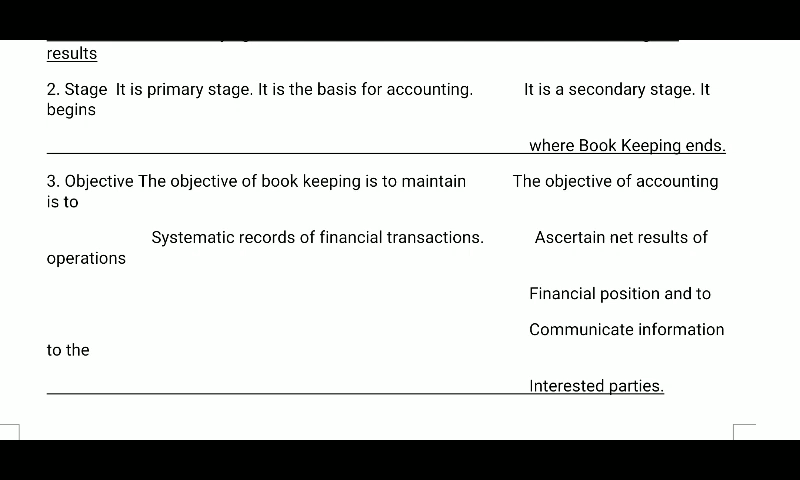 results
2. Stage It is primary stage. It is the basis for accounting. It is a secondary stage. It
begins
where Book Keeping ends.
3. Objective The objective of book keeping is to maintain The objective of accounting
is to
Systematic records of financial transactions. Ascertain net results of
operations
Financial position and to
Communicate information
to the
Interested parties.